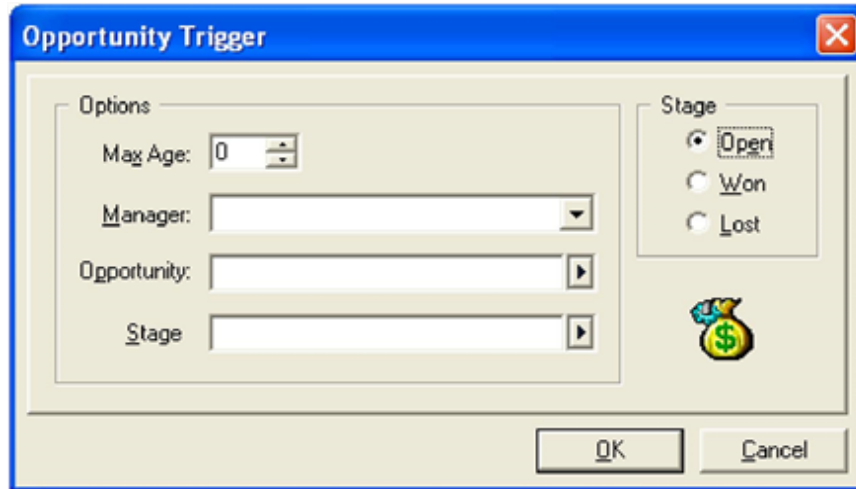 Opportunity Trigger
Options
Max Age: 0
Manager:
Opportunity:
Stage
Stage
Open
Won
Lost
$
OK
Cancel